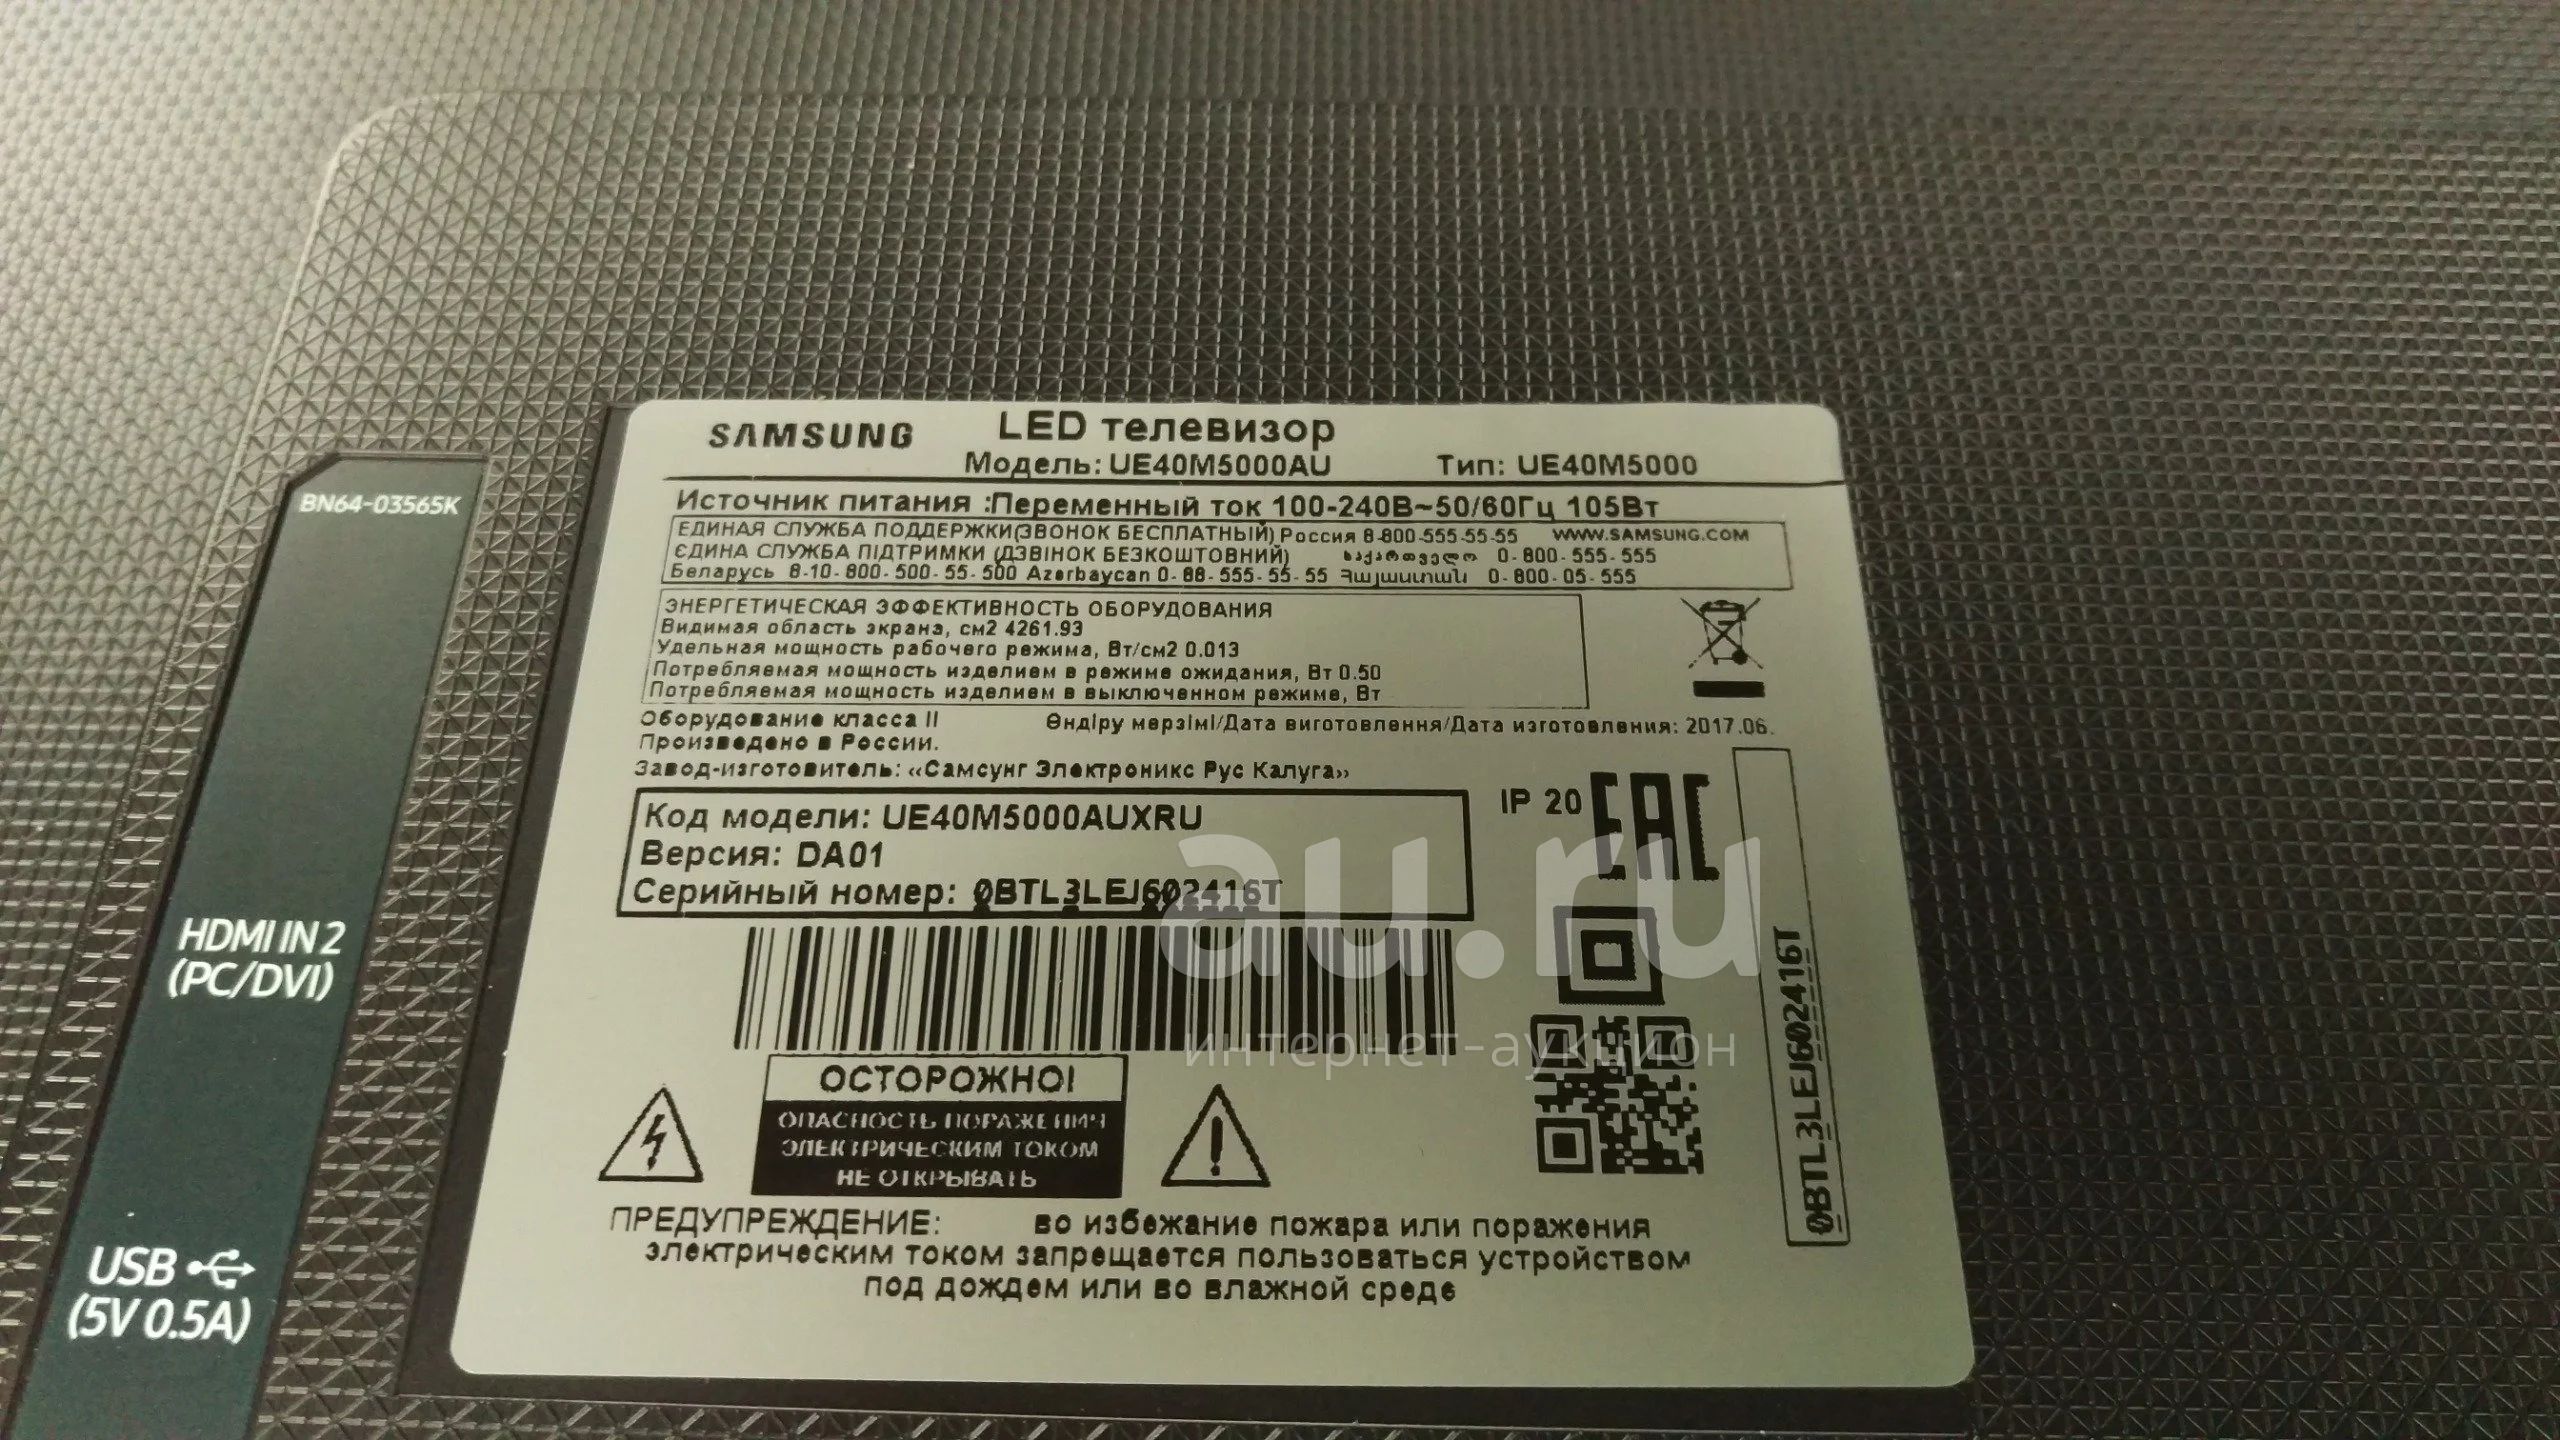 SAMSUNG LED телевизор
Модель: UE40M5000AU Тип: UE40M5000
Источник питания :Переменный ток 100-240В~50/60Гц 105Вт
ЕДИНАЯ СЛУЖБА ПОДДЕРЖКИ(ЗВОНОК БЕСПЛАТНЫЙ) Россия 8-800-555-55-55 WWW.SAMSUNG.COM
ЄДИНА СЛУЖБА ПІДТРИМКИ (ДЗВІНОК БЕЗКОШТОВНИЙ) საქართველო 0-800-555-555
Беларусь 8-10-800-500-55-500 Azerbaycan 0-88-555-55-55 Հայաստան 0-800-05-555
ЭНЕРГЕТИЧЕСКАЯ ЭФФЕКТИВНОСТЬ ОБОРУДОВАНИЯ
Видимая область экрана, см2 4261.93
Удельная мощность рабочего режима, Вт/см2 0.013
Потребляемая мощность изделием в режиме ожидания, Вт 0.50
Потребляемая мощность изделием в выключенном режиме, Вт
Оборудование класса II
Өндіру мерзімі/Дата виготовлення/Дата изготовления: 2017.06.
Произведено в России.
Завод-изготовитель: «Самсунг Электроникс Рус Калуга»
Код модели: UE40M5000AUXRU
Версия: DA01
Серийный номер: 0BTL3LEJ602416T
IP 20 EAC
0BTL3LEJ602416T
ОСТОРОЖНО!
ОПАСНОСТЬ ПОРАЖЕНИЯ
ЭЛЕКТРИЧЕСКИМ ТОКОМ
НЕ ОТКРЫВАТЬ
ПРЕДУПРЕЖДЕНИЕ: во избежание пожара или поражения
электрическим током запрещается пользоваться устройством
под дождем или во влажной среде
BN64-03565K
HDMI IN 2
(PC/DVI)
USB
(5V 0.5A)
au.ru
интернет-аукцион